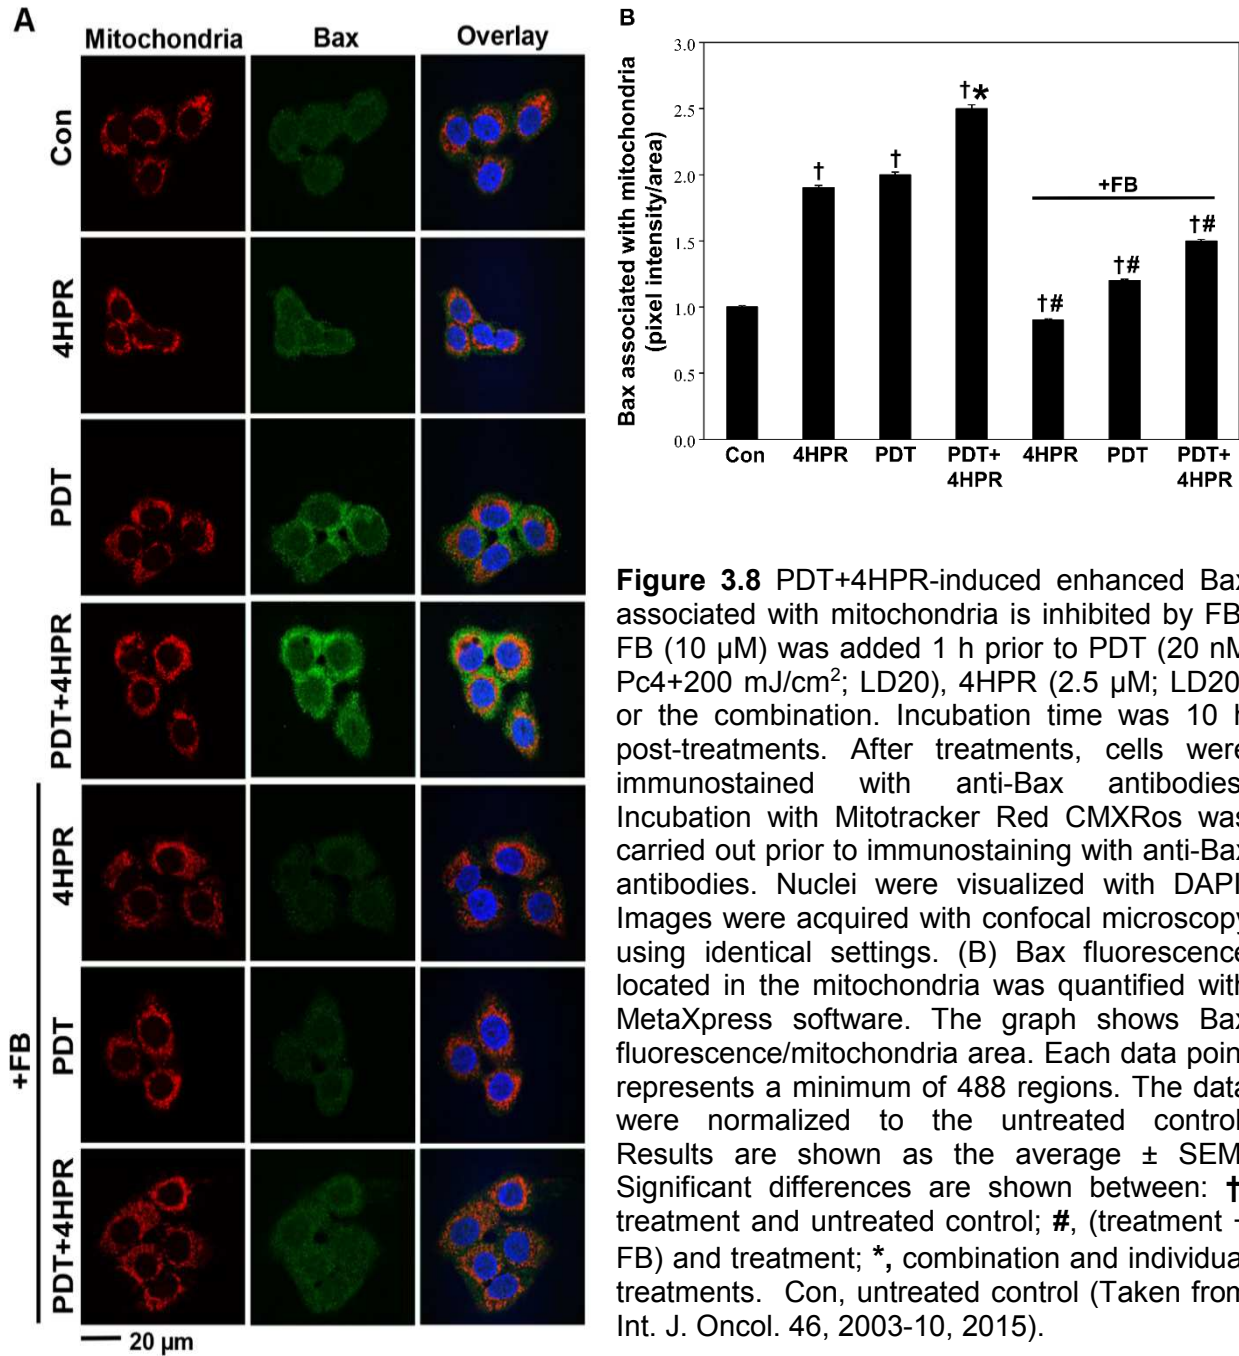 A
Mitochondria Bax Overlay
Con
4HPR
PDT
PDT+4HPR
+FB
4HPR
PDT
PDT+4HPR
20 µm
B
Bax associated with mitochondria
(pixel intensity/area)
3.0
2.5
2.0
1.5
1.0
0.5
0.0
†
†
†*
+FB
†#
†#
†#
Con 4HPR PDT PDT+ 4HPR PDT PDT+
4HPR 4HPR
Figure 3.8 PDT+4HPR-induced enhanced Bax
associated with mitochondria is inhibited by FB
FB (10 µM) was added 1 h prior to PDT (20 nM
Pc4+200 mJ/cm²; LD20), 4HPR (2.5 µM; LD20
or the combination. Incubation time was 10 h
post-treatments. After treatments, cells were
immunostained with anti-Bax antibodies
Incubation with Mitotracker Red CMXRos was
carried out prior to immunostaining with anti-Bax
antibodies. Nuclei were visualized with DAPI
Images were acquired with confocal microscopy
using identical settings. (B) Bax fluorescence
located in the mitochondria was quantified with
MetaXpress software. The graph shows Bax
fluorescence/mitochondria area. Each data poin
represents a minimum of 488 regions. The data
were normalized to the untreated control
Results are shown as the average ± SEM
Significant differences are shown between: †
treatment and untreated control; #, (treatment
FB) and treatment; *, combination and individua
treatments. Con, untreated control (Taken from
Int. J. Oncol. 46, 2003-10, 2015).